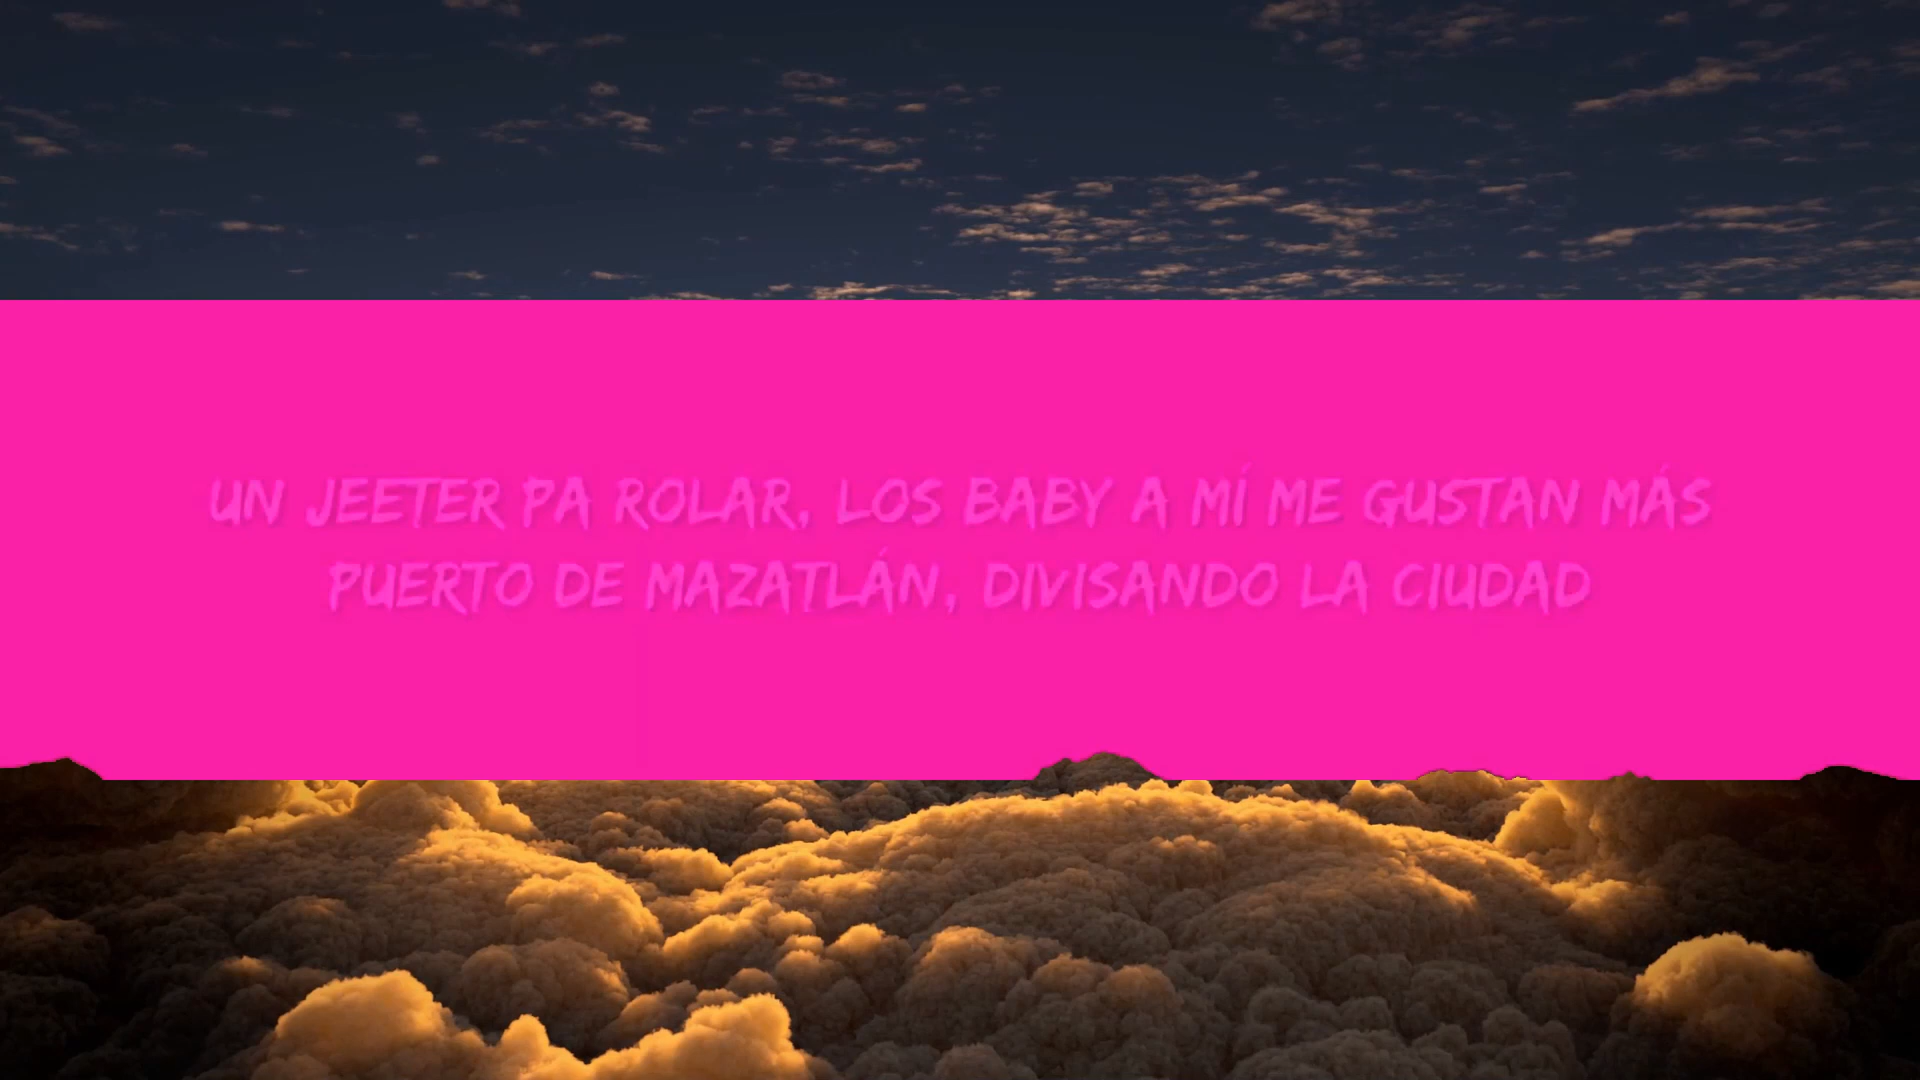 UN JEETER PA ROLAR, LOS BABY A MÍ ME GUSTAN MÁS
PUERTO DE MAZATLÁN, DIVISANDO LA CIUDAD